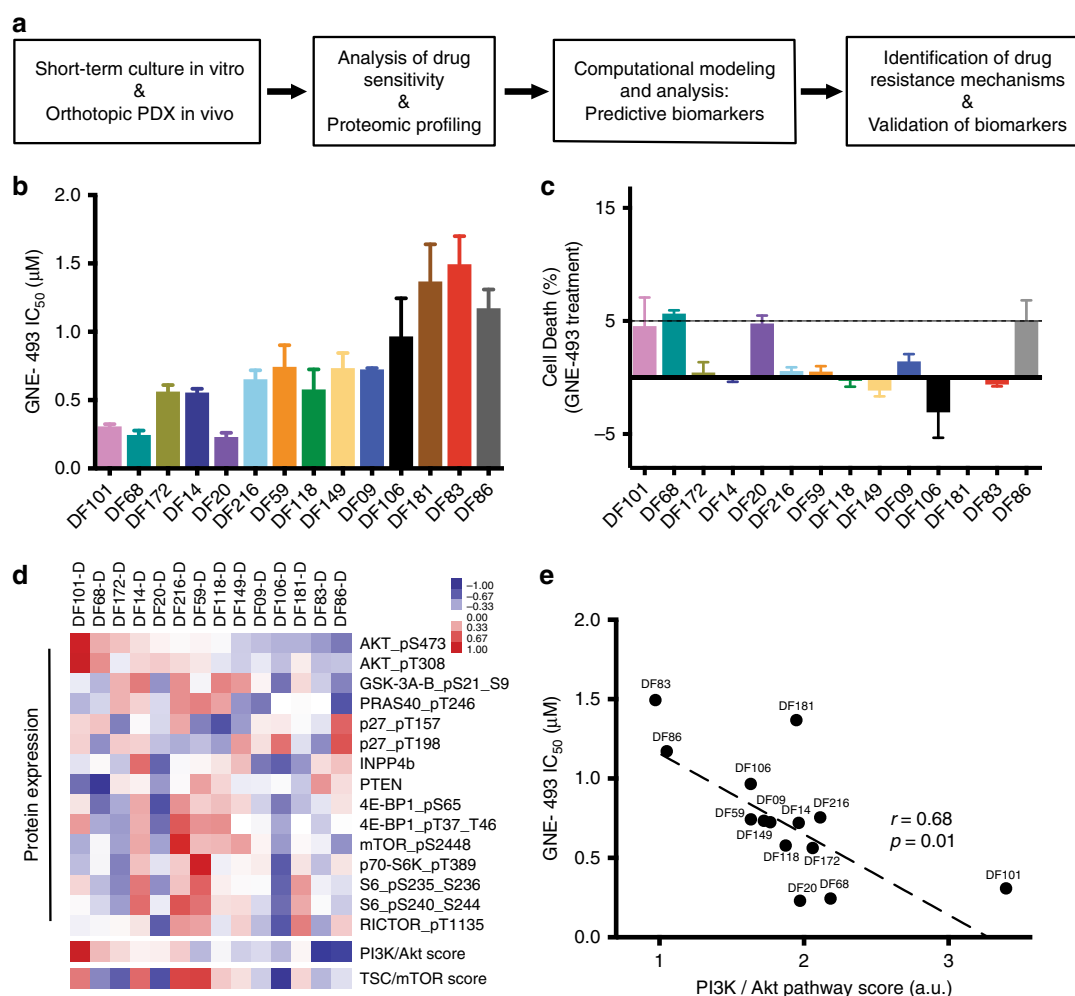 a
Short-term culture in vitro
&
Orthotopic PDX in vivo
Analysis of drug
sensitivity
&
Proteomic profiling
Computational modeling
and analysis:
Predictive biomarkers
Identification of drug
resistance mechanisms
&
Validation of biomarkers
b
GNE- 493 IC50 (μM)
2.0
1.5
1.0
0.5
0.0
DF101
DF68
DF172
DF14
DF20
DF216
DF59
DF118
DF149
DF09
DF106
DF181
DF83
DF86
c
Cell Death (%)
(GNE-493 treatment)
15
5
−5
DF101
DF68
DF172
DF14
DF20
DF216
DF59
DF118
DF149
DF09
DF106
DF181
DF83
DF86
d
DF101-D
DF68-D
DF172-D
DF14-D
DF20-D
DF216-D
DF59-D
DF118-D
DF149-D
DF09-D
DF106-D
DF181-D
DF83-D
DF86-D
−1.00
−0.67
−0.33
0.00
0.33
0.67
1.00
Protein expression
AKT_pS473
AKT_pT308
GSK-3A-B_pS21_S9
PRAS40_pT246
p27_pT157
p27_pT198
INPP4b
PTEN
4E-BP1_pS65
4E-BP1_pT37_T46
mTOR_pS2448
p70-S6K_pT389
S6_pS235_S236
S6_pS240_S244
RICTOR_pT1135
PI3K/Akt score
TSC/mTOR score
e
GNE- 493 IC50 (μM)
2.0
1.5
1.0
0.5
0.0
DF83
DF181
DF86
DF106
DF09
DF216
DF59
DF14
DF149
DF118
DF172
DF20
DF68
DF101
r = 0.68
p = 0.01
1
2
3
PI3K / Akt pathway score (a.u.)